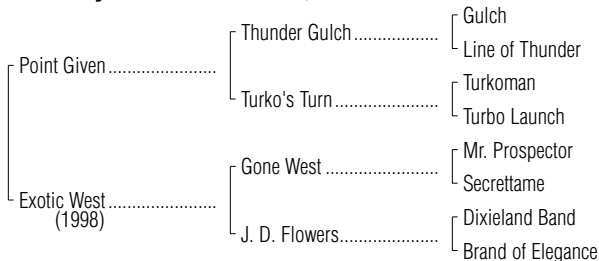 Gulch
Thunder Gulch..................
Line of Thunder
Point Given.......................
Turkoman
Turko's Turn......................
Turbo Launch
Mr. Prospector
Gone West ........................
Secrettame
Exotic West.......................
(1998)
Dixieland Band
J. D. Flowers.....................
Brand of Elegance